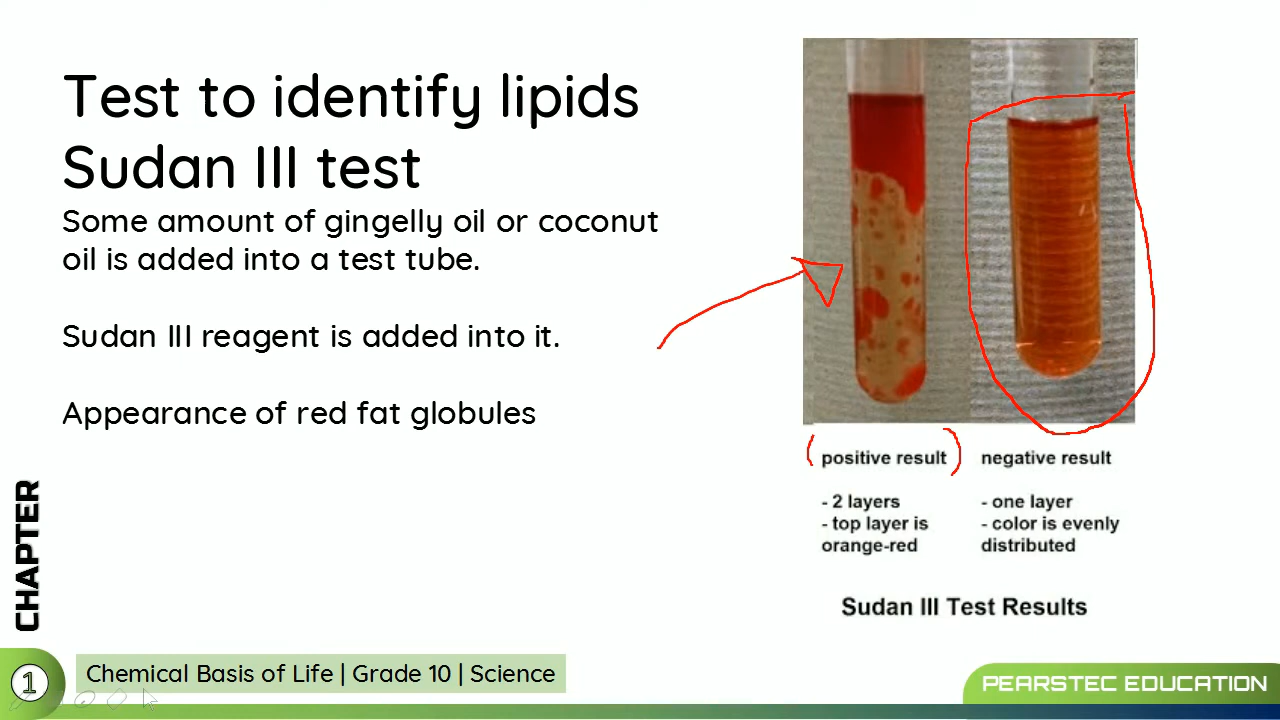 Test to identify lipids
Sudan III test
Some amount of gingelly oil or coconut
oil is added into a test tube.
Sudan III reagent is added into it.
Appearance of red fat globules
positive result
- 2 layers
- top layer is
orange-red
negative result
- one layer
- color is evenly
distributed
Sudan III Test Results
CHAPTER
1
Chemical Basis of Life | Grade 10 | Science
PEARSTEC EDUCATION